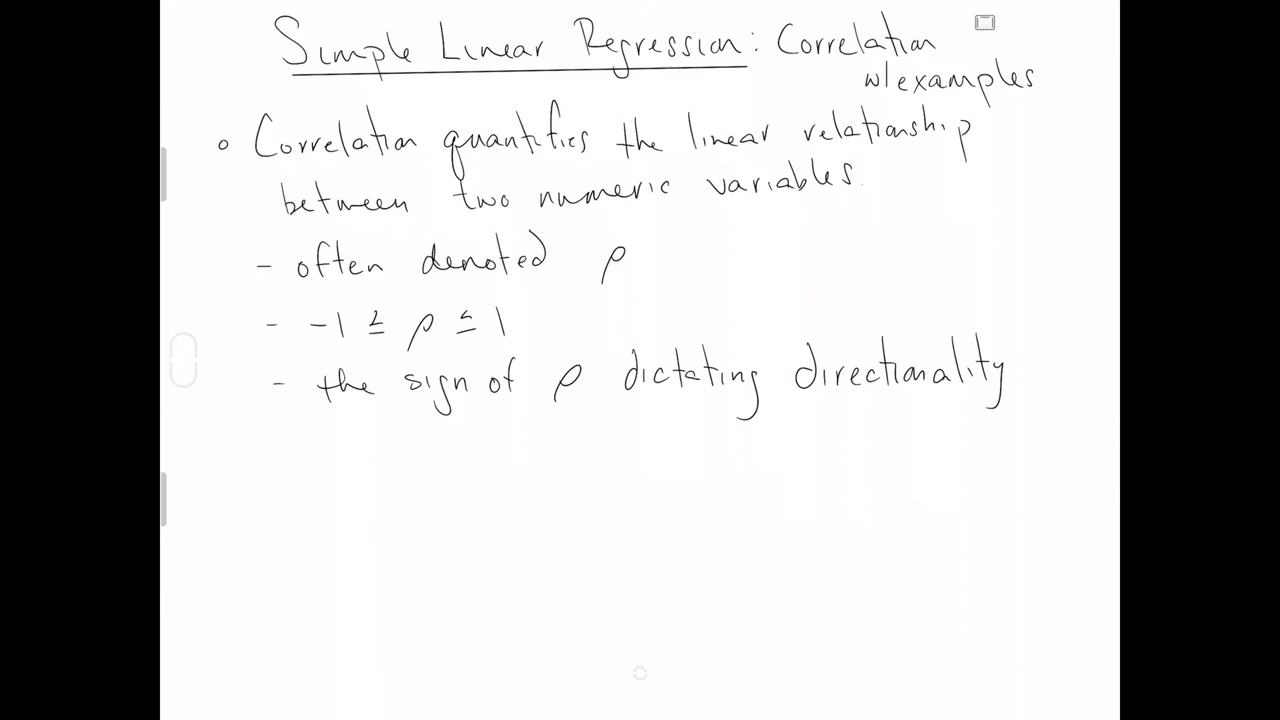 Simple Linear Regression: Correlation
w/examples
◦ Correlation quantifies the linear relationship
between two numeric variables.
- often denoted ρ
- -1 ≤ ρ ≤ 1
- the sign of ρ dictating directionality